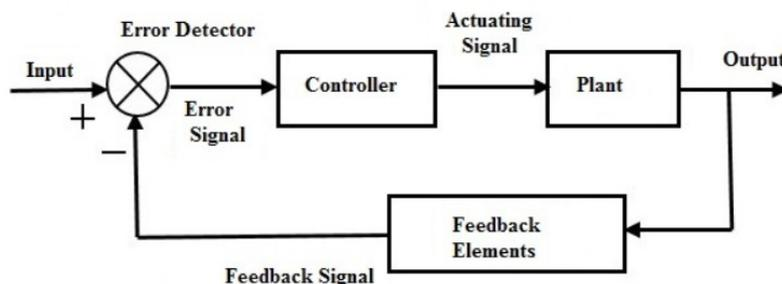 Error Detector
Actuating
Signal
Input
Controller
Plant
Output
+
Error
Signal
−
Feedback
Elements
Feedback Signal